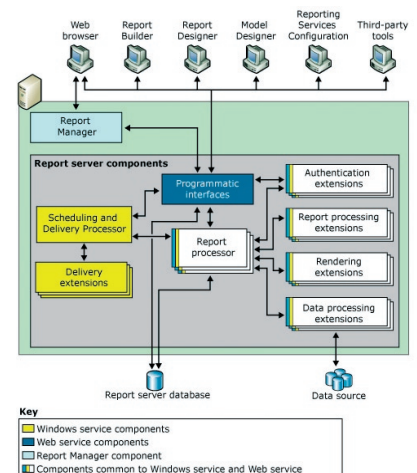 Web
browser
Report
Builder
Report
Designer
Model
Designer
Reporting
Services
Configuration
Third-party
tools
Report
Manager
Report server components
Programmatic
interfaces
Authentication
extensions
Scheduling and
Delivery Processor
Report processing
extensions
Report
processor
Delivery
extensions
Rendering
extensions
Data processing
extensions
Report server database
Data source
Key
Windows service components
Web service components
Report Manager component
Components common to Windows service and Web service